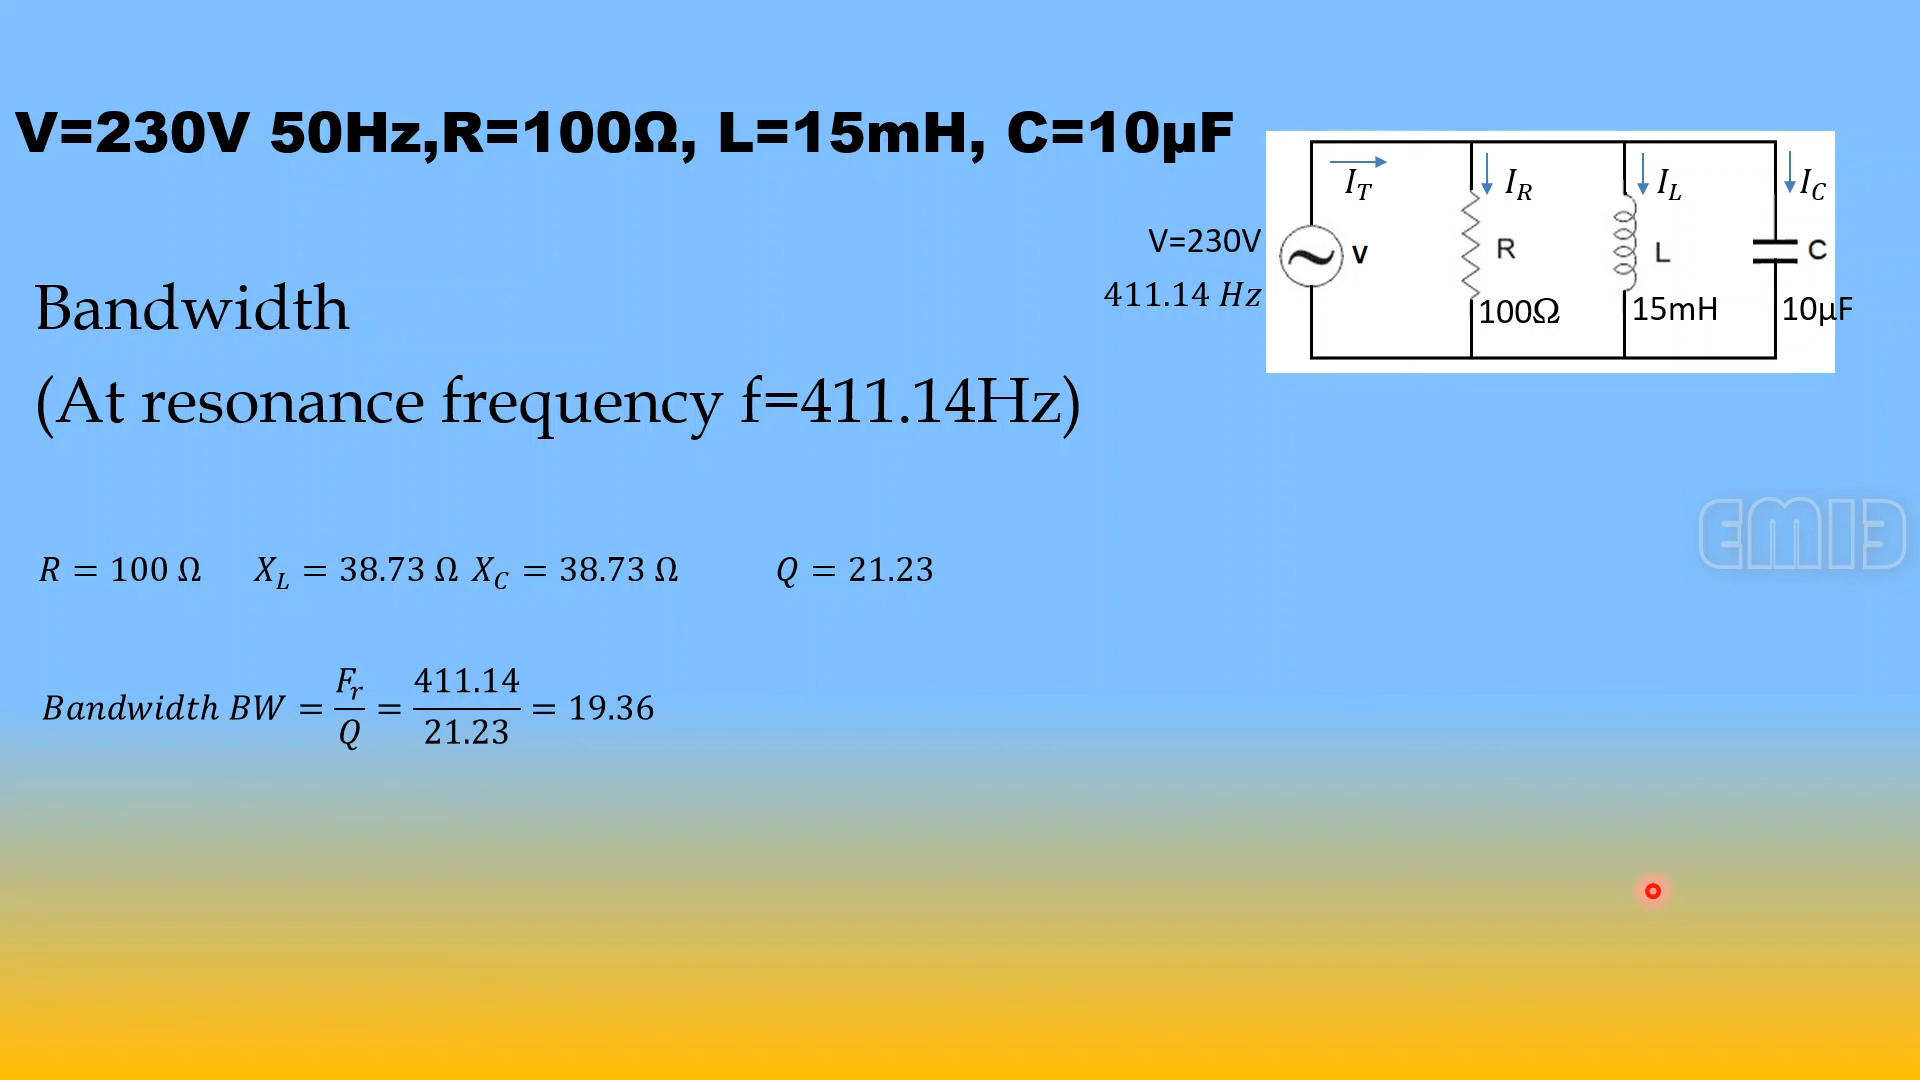 V=230V 50Hz,R=100Ω, L=15mH, C=10μF
I_T
I_R
I_L
I_C
V=230V
V
R
L
C
411.14 Hz
100Ω
15mH
10μF
Bandwidth
(At resonance frequency f=411.14Hz)
EMIE
R = 100 Ω X_L = 38.73 Ω X_C = 38.73 Ω Q = 21.23
Bandwidth BW = F_r/Q = 411.14/21.23 = 19.36